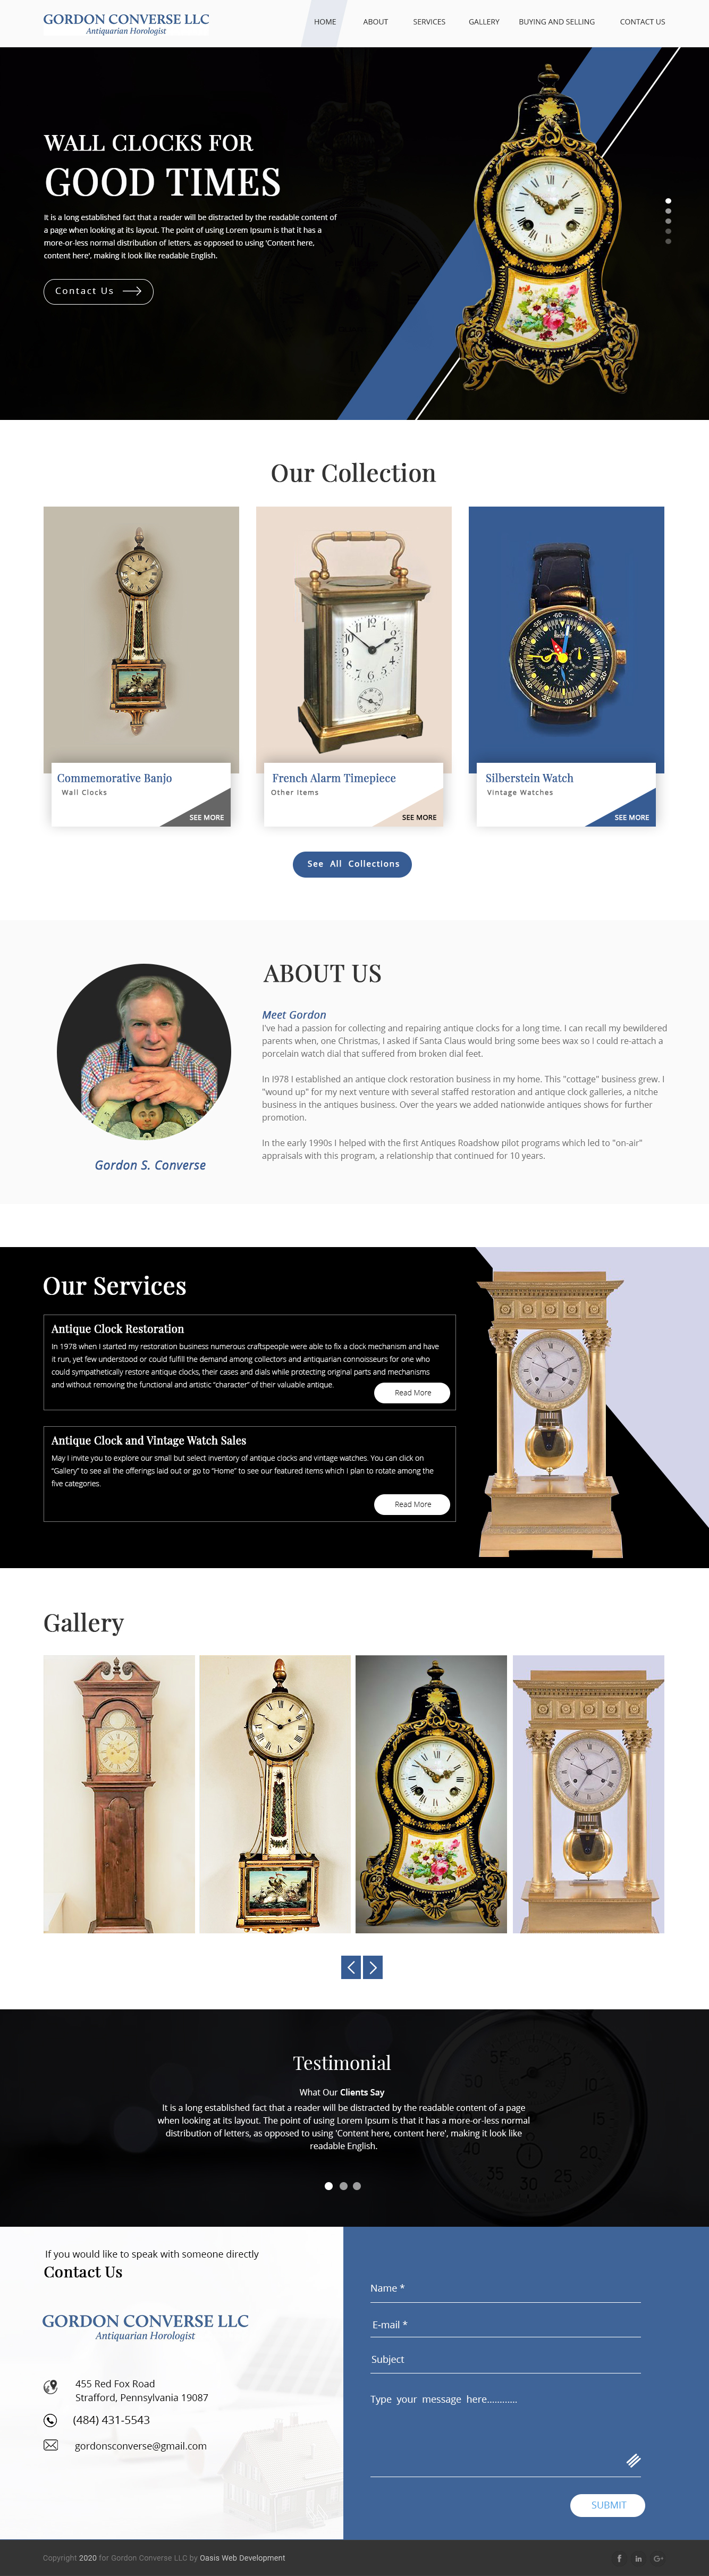 GORDON CONVERSE LLC
Antiquarian Horologist
HOME ABOUT SERVICES GALLERY BUYING AND SELLING CONTACT US
WALL CLOCKS FOR
GOOD TIMES
It is a long established fact that a reader will be distracted by the readable content of
a page when looking at its layout. The point of using Lorem Ipsum is that it has a
more-or-less normal distribution of letters, as opposed to using 'Content here,
content here', making it look like readable English.
Contact Us
Our Collection
Commemorative Banjo
Wall Clocks
SEE MORE
French Alarm Timepiece
Other Items
SEE MORE
Silberstein Watch
Vintage Watches
SEE MORE
See All Collections
ABOUT US
Meet Gordon
I've had a passion for collecting and repairing antique clocks for a long time. I can recall my bewildered
parents when, one Christmas, I asked if Santa Claus would bring some bees wax so I could re-attach a
porcelain watch dial that suffered from broken dial feet.
In I978 I established an antique clock restoration business in my home. This "cottage" business grew. I
"wound up" for my next venture with several staffed restoration and antique clock galleries, a nitche
business in the antiques business. Over the years we added nationwide antiques shows for further
promotion.
In the early 1990s I helped with the first Antiques Roadshow pilot programs which led to "on-air"
appraisals with this program, a relationship that continued for 10 years.
Gordon S. Converse
Our Services
Antique Clock Restoration
In 1978 when I started my restoration business numerous craftspeople were able to fix a clock mechanism and have
it run, yet few understood or could fulfill the demand among collectors and antiquarian connoisseurs for one who
could sympathetically restore antique clocks, their cases and dials while protecting original parts and mechanisms
and without removing the functional and artistic "character" of their valuable antique.
Read More
Antique Clock and Vintage Watch Sales
May I invite you to explore our small but select inventory of antique clocks and vintage watches. You can click on
"Gallery" to see all the offerings laid out or go to "Home" to see our featured items which I plan to rotate among the
five categories.
Read More
Gallery
Testimonial
What Our Clients Say
It is a long established fact that a reader will be distracted by the readable content of a page
when looking at its layout. The point of using Lorem Ipsum is that it has a more-or-less normal
distribution of letters, as opposed to using 'Content here, content here', making it look like
readable English.
55 5 50 10 15 40 20 35 30 25
If you would like to speak with someone directly
Contact Us
GORDON CONVERSE LLC
Antiquarian Horologist
455 Red Fox Road
Strafford, Pennsylvania 19087
(484) 431-5543
gordonsconverse@gmail.com
Name *
E-mail *
Subject
Type your message here............
SUBMIT
Copyright 2020 for Gordon Converse LLC by Oasis Web Development
f in G+